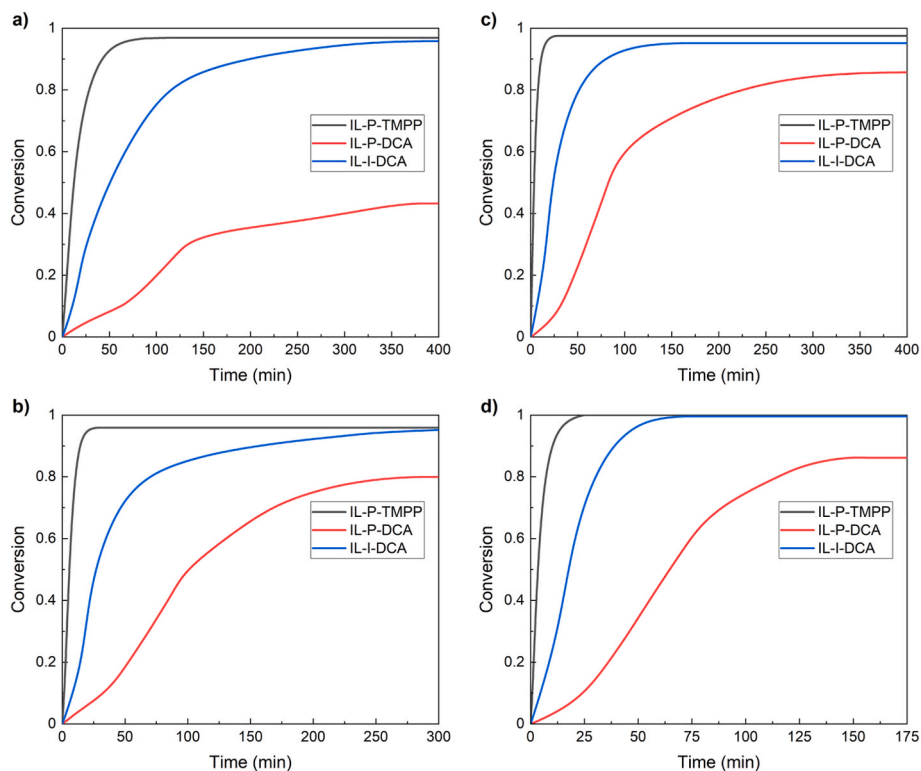 a)
1
0.8
0.6
0.4
0.2
0
Conversion
IL-P-TMPP
IL-P-DCA
IL-I-DCA
0 50 100 150 200 250 300 350 400
Time (min)
c)
1
0.8
0.6
0.4
0.2
0
Conversion
IL-P-TMPP
IL-P-DCA
IL-I-DCA
0 50 100 150 200 250 300 350 400
Time (min)
b)
1
0.8
0.6
0.4
0.2
0
Conversion
IL-P-TMPP
IL-P-DCA
IL-I-DCA
0 50 100 150 200 250 300
Time (min)
d)
1
0.8
0.6
0.4
0.2
0
Conversion
IL-P-TMPP
IL-P-DCA
IL-I-DCA
0 25 50 75 100 125 150 175
Time (min)